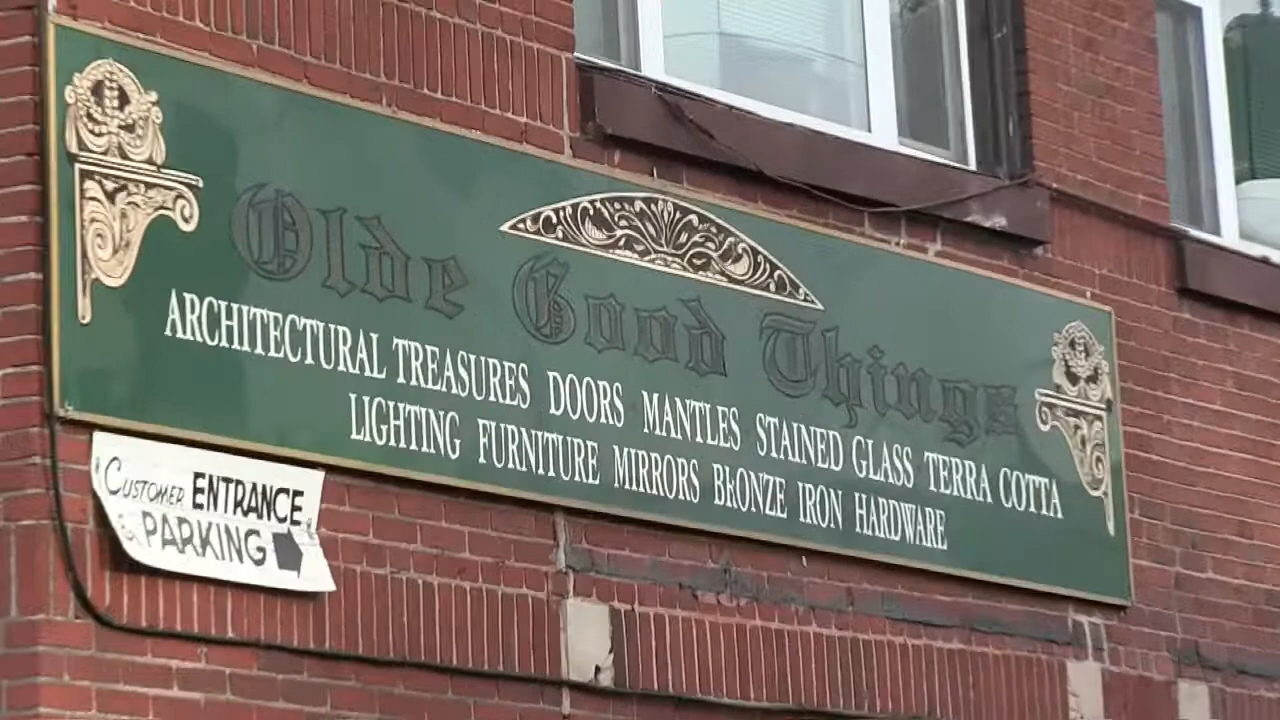 Olde Good Things
ARCHITECTURAL TREASURES DOORS MANTLES STAINED GLASS TERRA COTTA
LIGHTING FURNITURE MIRRORS BRONZE IRON HARDWARE
CUSTOMER ENTRANCE
& PARKING